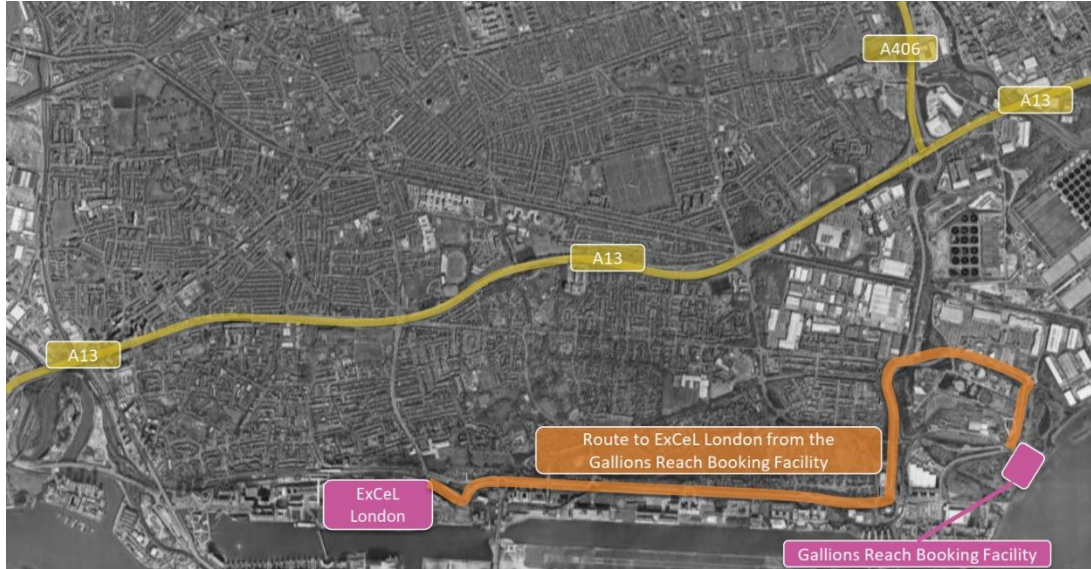 A406
A13
A13
A13
Route to ExCeL London from the
Gallions Reach Booking Facility
ExCeL
London
Gallions Reach Booking Facility